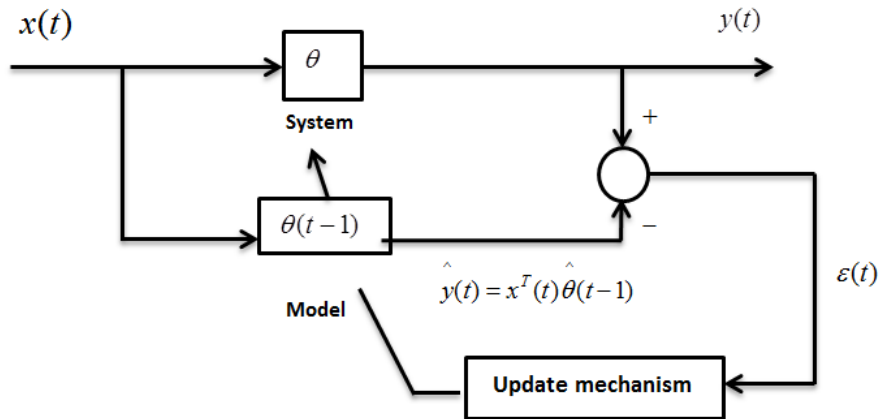 x(t)
y(t)
θ
System
+
θ(t−1)
−
ŷ(t) = x^T(t)θ̂(t−1)
ε(t)
Model
Update mechanism